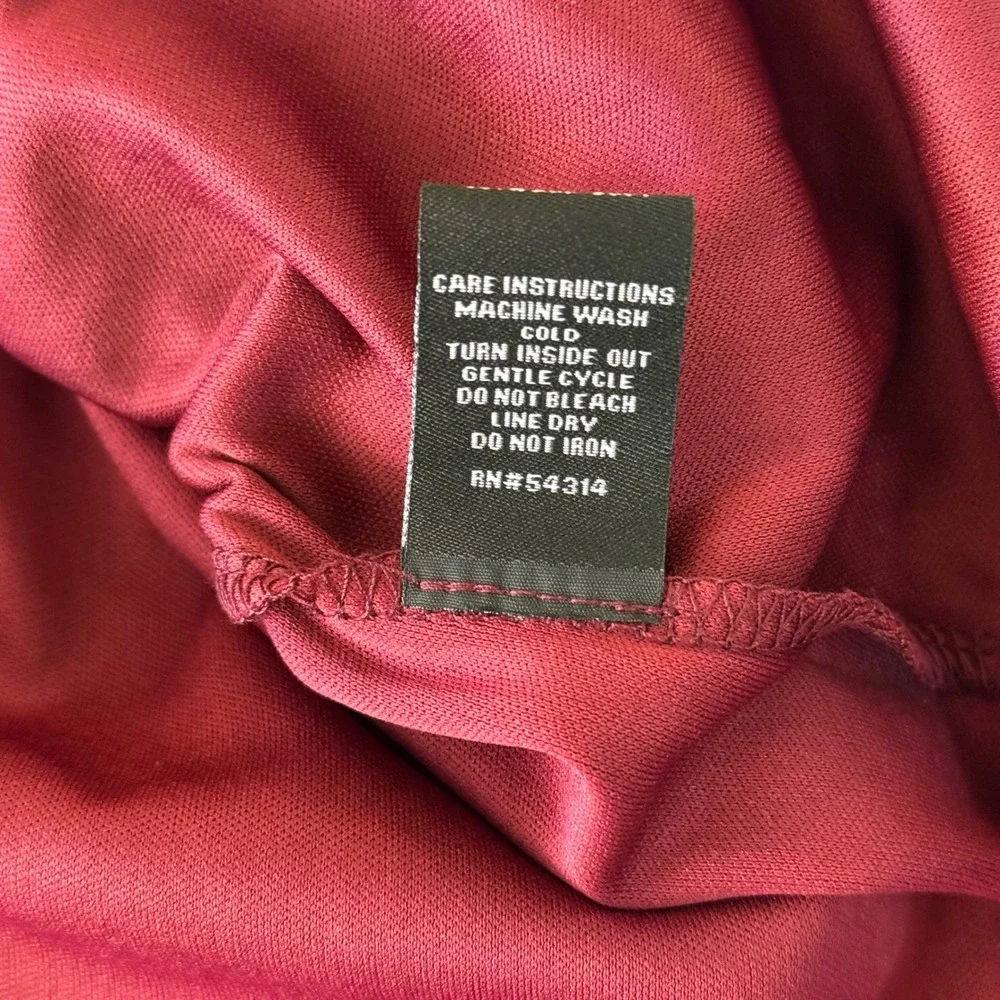 CARE INSTRUCTIONS
MACHINE WASH
COLD
TURN INSIDE OUT
GENTLE CYCLE
DO NOT BLEACH
LINE DRY
DO NOT IRON
RN#54314